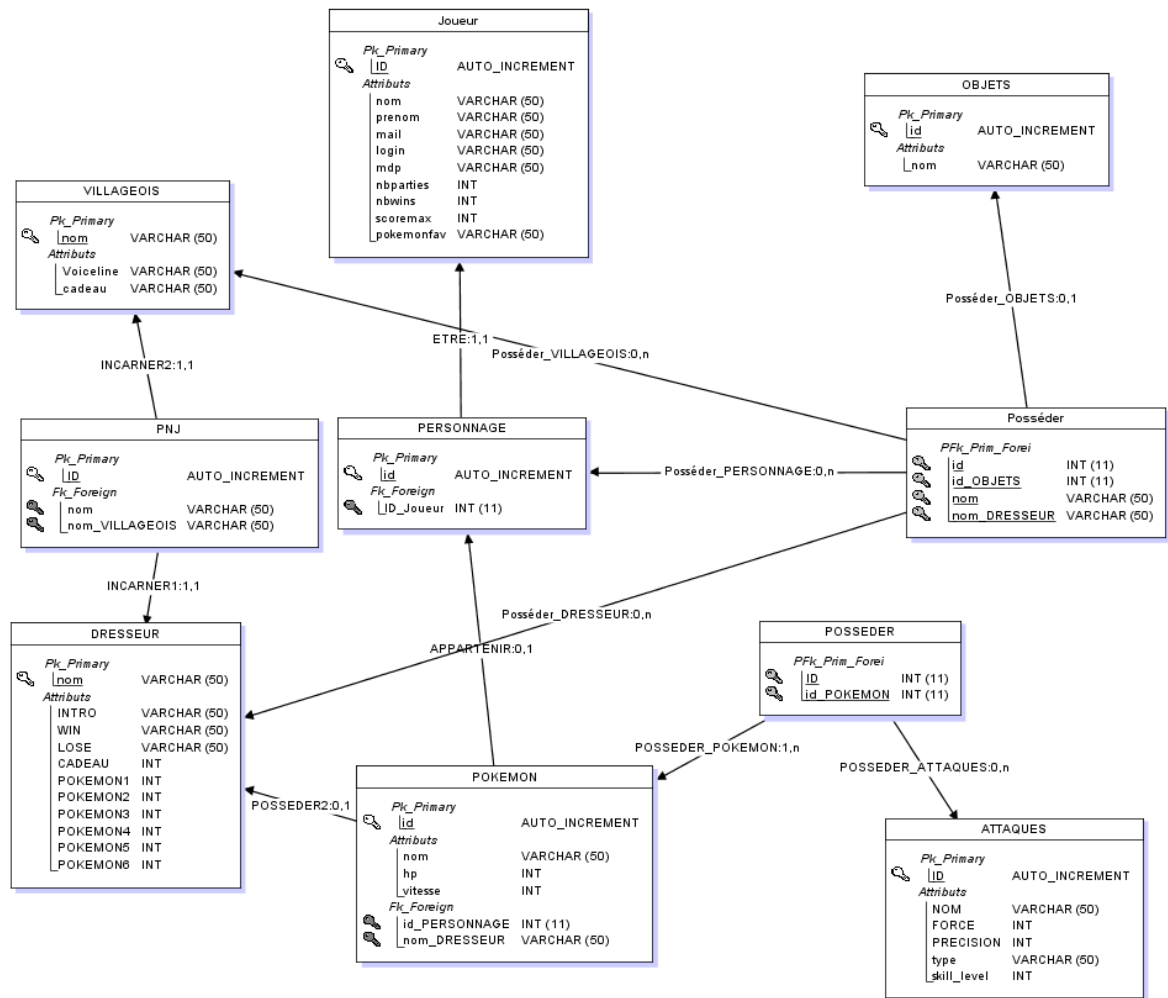 Joueur
Pk_Primary
ID AUTO_INCREMENT
Attributs
nom VARCHAR (50)
prenom VARCHAR (50)
mail VARCHAR (50)
login VARCHAR (50)
mdp VARCHAR (50)
nbparties INT
nbwins INT
scoremax INT
pokemonfav VARCHAR (50)
OBJETS
Pk_Primary
id AUTO_INCREMENT
Attributs
nom VARCHAR (50)
VILLAGEOIS
Pk_Primary
nom VARCHAR (50)
Attributs
Voiceline VARCHAR (50)
cadeau VARCHAR (50)
Posséder_OBJETS:0,1
ETRE:1,1
Posséder_VILLAGEOIS:0,n
INCARNER2:1,1
PNJ
Pk_Primary
ID AUTO_INCREMENT
Fk_Foreign
nom VARCHAR (50)
nom_VILLAGEOIS VARCHAR (50)
PERSONNAGE
Pk_Primary
id AUTO_INCREMENT
Fk_Foreign
ID_Joueur INT (11)
Posséder_PERSONNAGE:0,n
Posséder
PFk_Prim_Forei
id INT (11)
id_OBJETS INT (11)
nom VARCHAR (50)
nom_DRESSEUR VARCHAR (50)
INCARNER1:1,1
Posséder_DRESSEUR:0,n
APPARTENIR:0,1
DRESSEUR
Pk_Primary
nom VARCHAR (50)
Attributs
INTRO VARCHAR (50)
WIN VARCHAR (50)
LOSE VARCHAR (50)
CADEAU INT
POKEMON1 INT
POKEMON2 INT
POKEMON3 INT
POKEMON4 INT
POKEMON5 INT
POKEMON6 INT
POSSEDER
PFk_Prim_Forei
ID INT (11)
id_POKEMON INT (11)
POSSEDER_POKEMON:1,n
POSSEDER_ATTAQUES:0,n
POSSEDER2:0,1
POKEMON
Pk_Primary
id AUTO_INCREMENT
Attributs
nom VARCHAR (50)
hp INT
vitesse INT
Fk_Foreign
id_PERSONNAGE INT (11)
nom_DRESSEUR VARCHAR (50)
ATTAQUES
Pk_Primary
ID AUTO_INCREMENT
Attributs
NOM VARCHAR (50)
FORCE INT
PRECISION INT
type VARCHAR (50)
skill_level INT